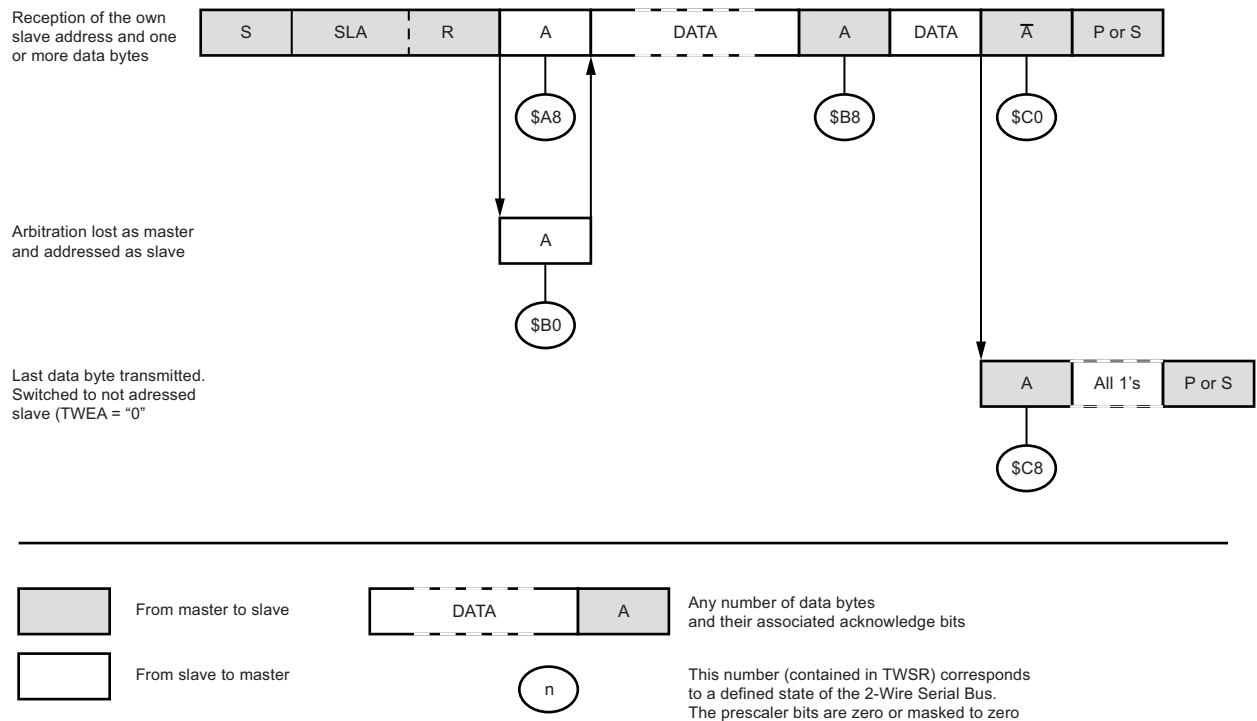 Reception of the own
slave address and one
or more data bytes
S SLA R A DATA A DATA A̅ P or S
$A8 $B8 $C0
Arbitration lost as master
and addressed as slave
A
$B0
Last data byte transmitted.
Switched to not adressed
slave (TWEA = “0”
A All 1's P or S
$C8
From master to slave
DATA A
Any number of data bytes
and their associated acknowledge bits
From slave to master
n
This number (contained in TWSR) corresponds
to a defined state of the 2-Wire Serial Bus.
The prescaler bits are zero or masked to zero